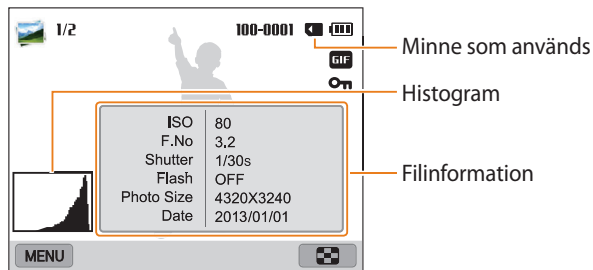 1/2 100-0001
GIF
Minne som används
Histogram
ISO 80
F.No 3.2
Shutter 1/30s
Flash OFF
Photo Size 4320X3240
Date 2013/01/01
Filinformation
MENU